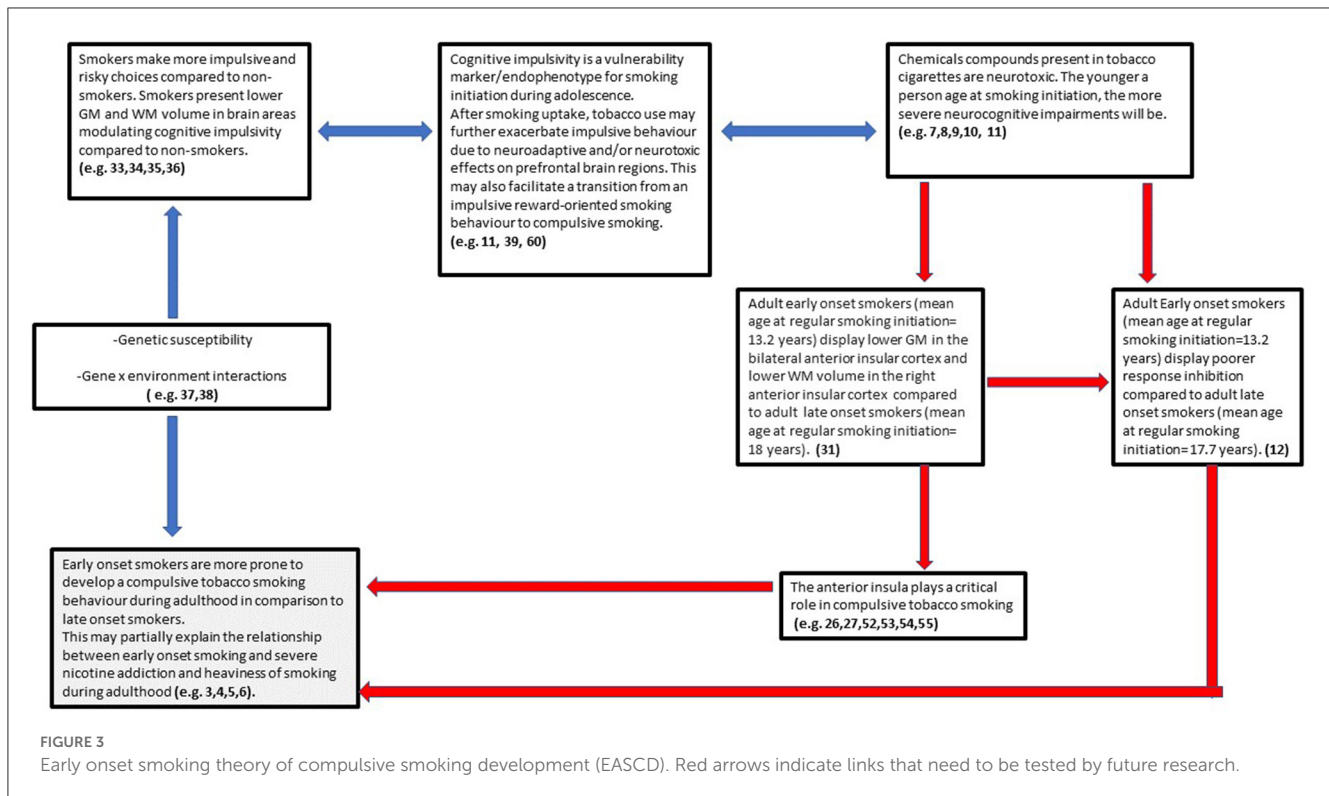 Smokers make more impulsive and
risky choices compared to non-
smokers. Smokers present lower
GM and WM volume in brain areas
modulating cognitive impulsivity
compared to non-smokers.
(e.g. 33,34,35,36)
Cognitive impulsivity is a vulnerability
marker/endophenotype for smoking
initiation during adolescence.
After smoking uptake, tobacco use may
further exacerbate impulsive behaviour
due to neuroadaptive and/or neurotoxic
effects on prefrontal brain regions. This
may also facilitate a transition from an
impulsive reward-oriented smoking
behaviour to compulsive smoking.
(e.g. 11, 39, 60)
Chemicals compounds present in tobacco
cigarettes are neurotoxic. The younger a
person age at smoking initiation, the more
severe neurocognitive impairments will be.
(e.g. 7,8,9,10, 11)
-Genetic susceptibility
-Gene x environment interactions
( e.g. 37,38)
Adult early onset smokers (mean
age at regular smoking initiation=
13.2 years) display lower GM in the
bilateral anterior insular cortex and
lower WM volume in the right
anterior insular cortex compared
to adult late onset smokers (mean
age at regular smoking initiation=
18 years). (31)
Adult Early onset smokers
(mean age at regular
smoking initiation=13.2
years) display poorer
response inhibition
compared to adult late
onset smokers (mean age
at regular smoking
initiation=17.7 years). (12)
Early onset smokers are more prone to
develop a compulsive tobacco smoking
behaviour during adulthood in comparison to
late onset smokers.
This may partially explain the relationship
between early onset smoking and severe
nicotine addiction and heaviness of smoking
during adulthood (e.g. 3,4,5,6).
The anterior insula plays a critical
role in compulsive tobacco smoking
(e.g. 26,27,52,53,54,55)
FIGURE 3
Early onset smoking theory of compulsive smoking development (EASCD). Red arrows indicate links that need to be tested by future research.